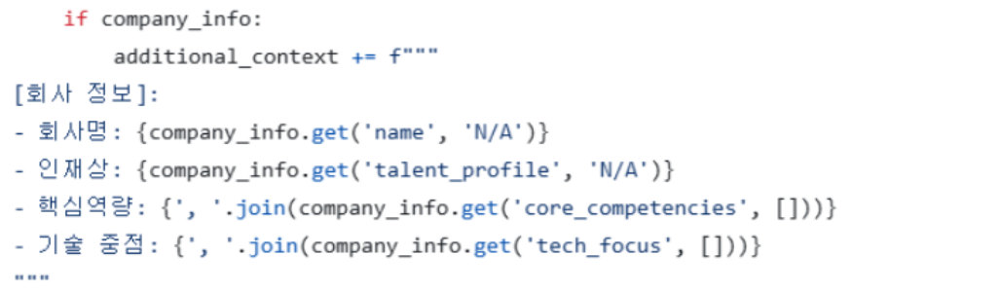 if company_info:
additional_context += f"""
[회사 정보]:
- 회사명: {company_info.get('name', 'N/A')}
- 인재상: {company_info.get('talent_profile', 'N/A')}
- 핵심역량: {', '.join(company_info.get('core_competencies', []))}
- 기술 중점: {', '.join(company_info.get('tech_focus', []))}
"""